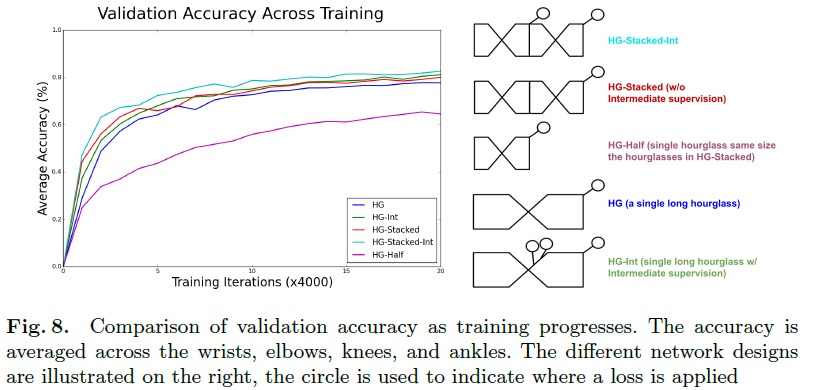 Validation Accuracy Across Training
Average Accuracy (%)
1.0
0.8
0.6
0.4
0.2
0.0
0
5
10
15
20
Training Iterations (x4000)
HG
HG-Int
HG-Stacked
HG-Stacked-Int
HG-Half
HG-Stacked-Int
HG-Stacked (w/o
Intermediate supervision)
HG-Half (single hourglass same size
the hourglasses in HG-Stacked)
HG (a single long hourglass)
HG-Int (single long hourglass w/
Intermediate supervision)
Fig. 8. Comparison of validation accuracy as training progresses. The accuracy is
averaged across the wrists, elbows, knees, and ankles. The different network designs
are illustrated on the right, the circle is used to indicate where a loss is applied